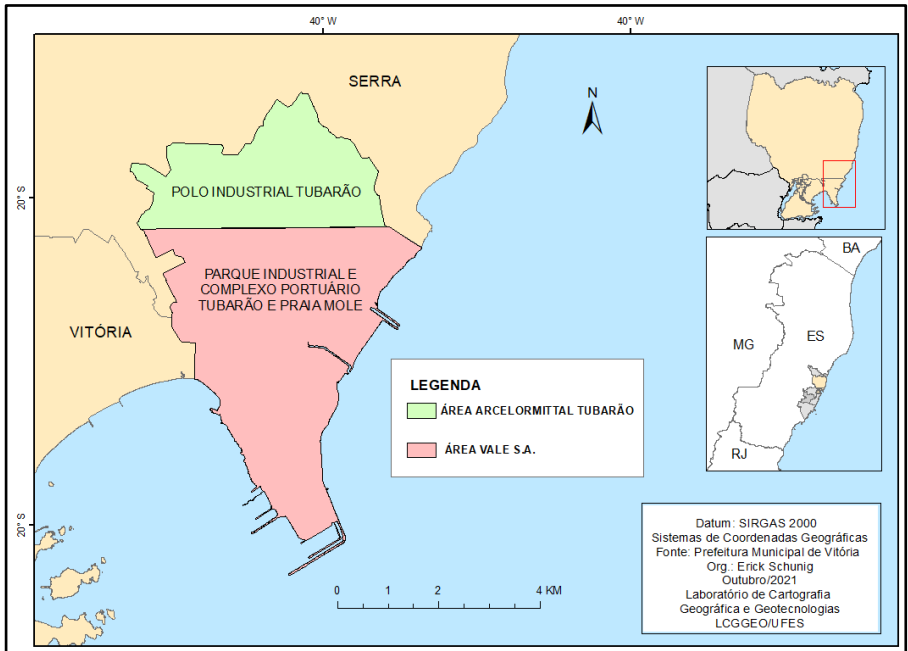 40° W
40° W
SERRA
N
20° S
POLO INDUSTRIAL TUBARÃO
PARQUE INDUSTRIAL E
COMPLEXO PORTUÁRIO
TUBARÃO E PRAIA MOLE
VITÓRIA
BA
ES
MG
RJ
LEGENDA
ÁREA ARCELORMITTAL TUBARÃO
ÁREA VALE S.A.
20° S
0 1 2 4 KM
Datum: SIRGAS 2000
Sistemas de Coordenadas Geográficas
Fonte: Prefeitura Municipal de Vitória
Org.: Erick Schunig
Outubro/2021
Laboratório de Cartografia
Geográfica e Geotecnologias
LCGGEO/UFES